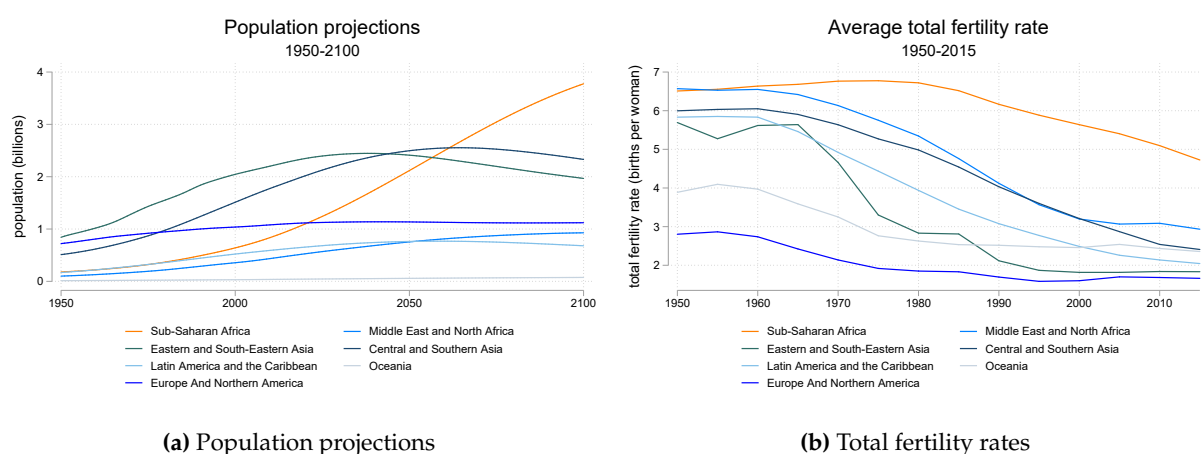 Population projections
1950-2100
population (billions)
4
3
2
1
0
1950 2000 2050 2100
Sub-Saharan Africa Middle East and North Africa
Eastern and South-Eastern Asia Central and Southern Asia
Latin America and the Caribbean Oceania
Europe And Northern America
(a) Population projections
Average total fertility rate
1950-2015
total fertility rate (births per woman)
7
6
5
4
3
2
1950 1960 1970 1980 1990 2000 2010
Sub-Saharan Africa Middle East and North Africa
Eastern and South-Eastern Asia Central and Southern Asia
Latin America and the Caribbean Oceania
Europe And Northern America
(b) Total fertility rates